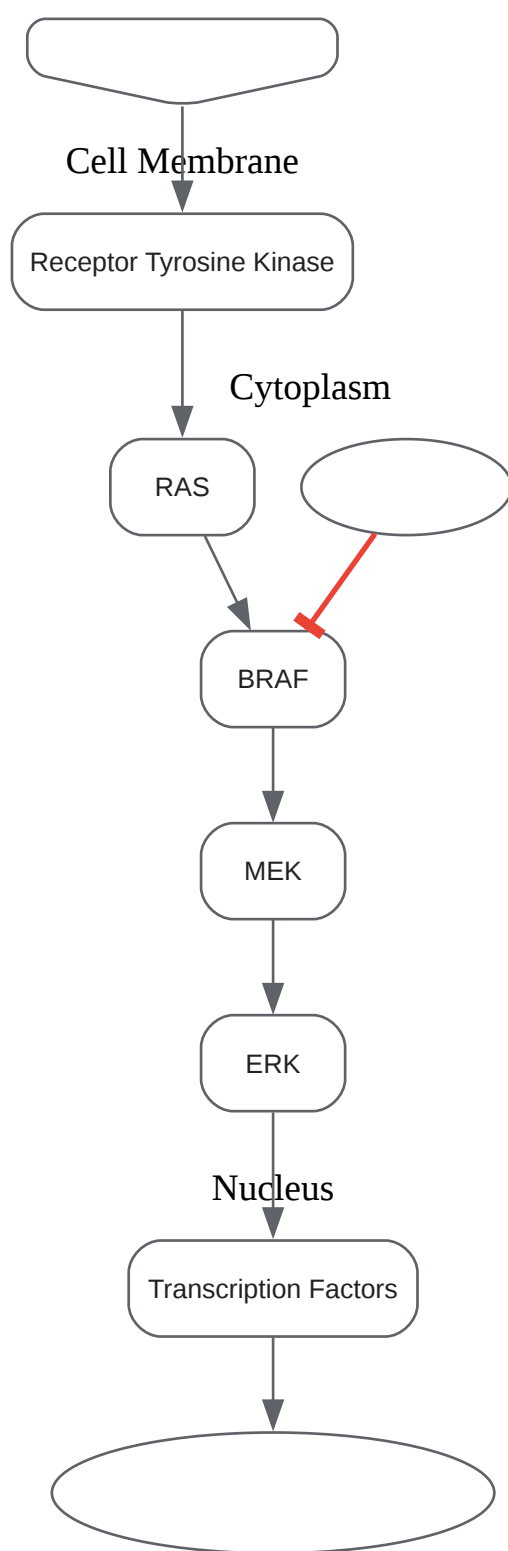 Cell Membrane
Receptor Tyrosine Kinase
Cytoplasm
RAS
BRAF
MEK
ERK
Nucleus
Transcription Factors